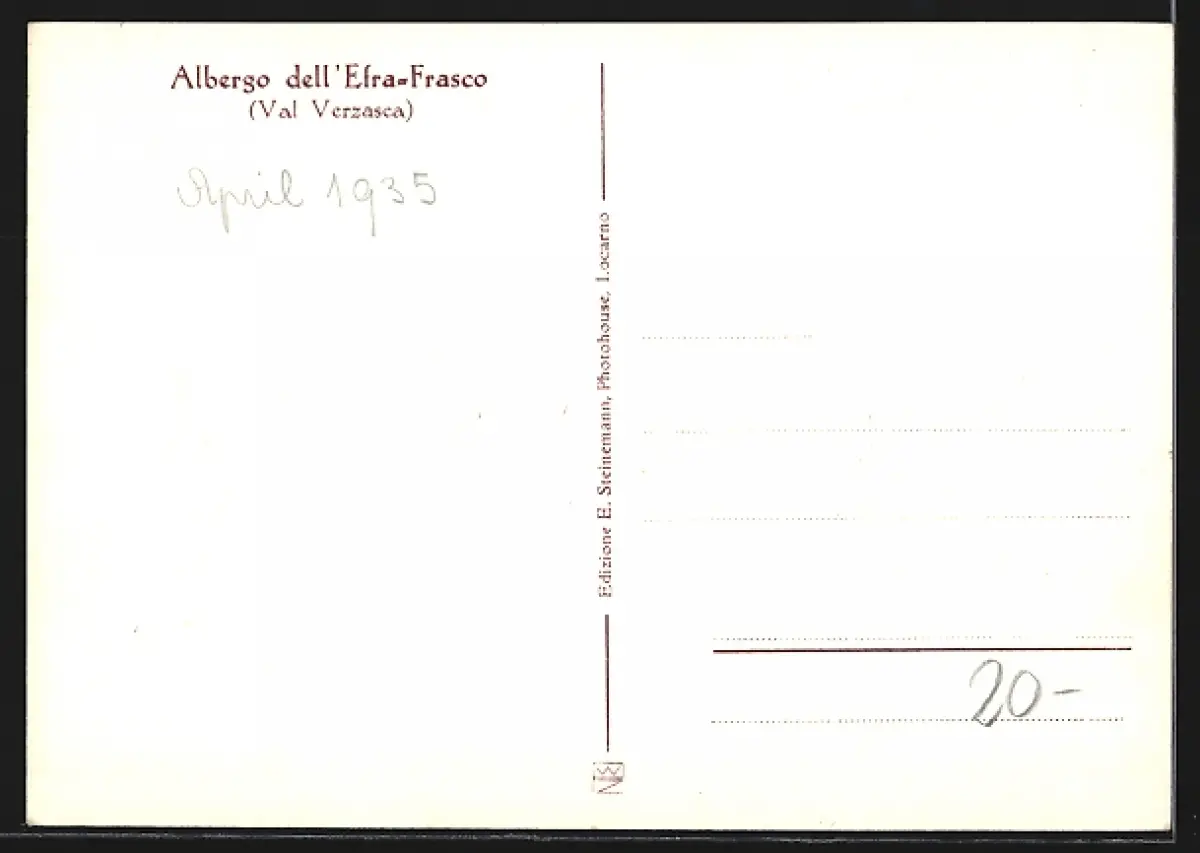 Albergo dell'Efra-Frasco
(Val Verzasca)
April 1935
Edizione E. Steinemann, Photohouse, Locarno
20-